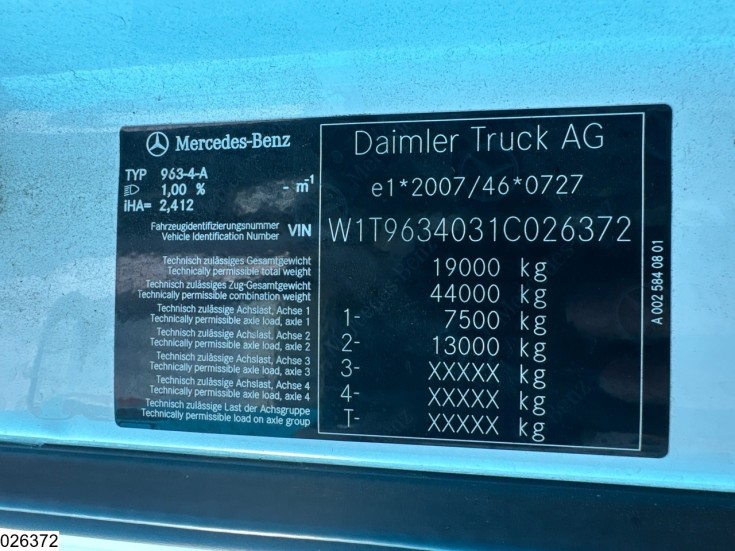 Mercedes-Benz
Daimler Truck AG
TYP 963-4-A
1,00 % - m⁻¹
iHA= 2,412
e1*2007/46*0727
Fahrzeugidentifizierungsnummer
Vehicle Identification Number VIN
W1T9634031C026372
Technisch zulässiges Gesamtgewicht
Technically permissible total weight
19000 kg
Technisch zulässiges Zug-Gesamtgewicht
Technically permissible combination weight
44000 kg
Technisch zulässige Achslast, Achse 1
Technically permissible axle load, axle 1
1- 7500 kg
Technisch zulässige Achslast, Achse 2
Technically permissible axle load, axle 2
2- 13000 kg
Technisch zulässige Achslast, Achse 3
Technically permissible axle load, axle 3
3- XXXXX kg
Technisch zulässige Achslast, Achse 4
Technically permissible axle load, axle 4
4- XXXXX kg
Technisch zulässige Last der Achsgruppe
Technically permissible load on axle group
T- XXXXX kg
A 002 584 08 01
026372